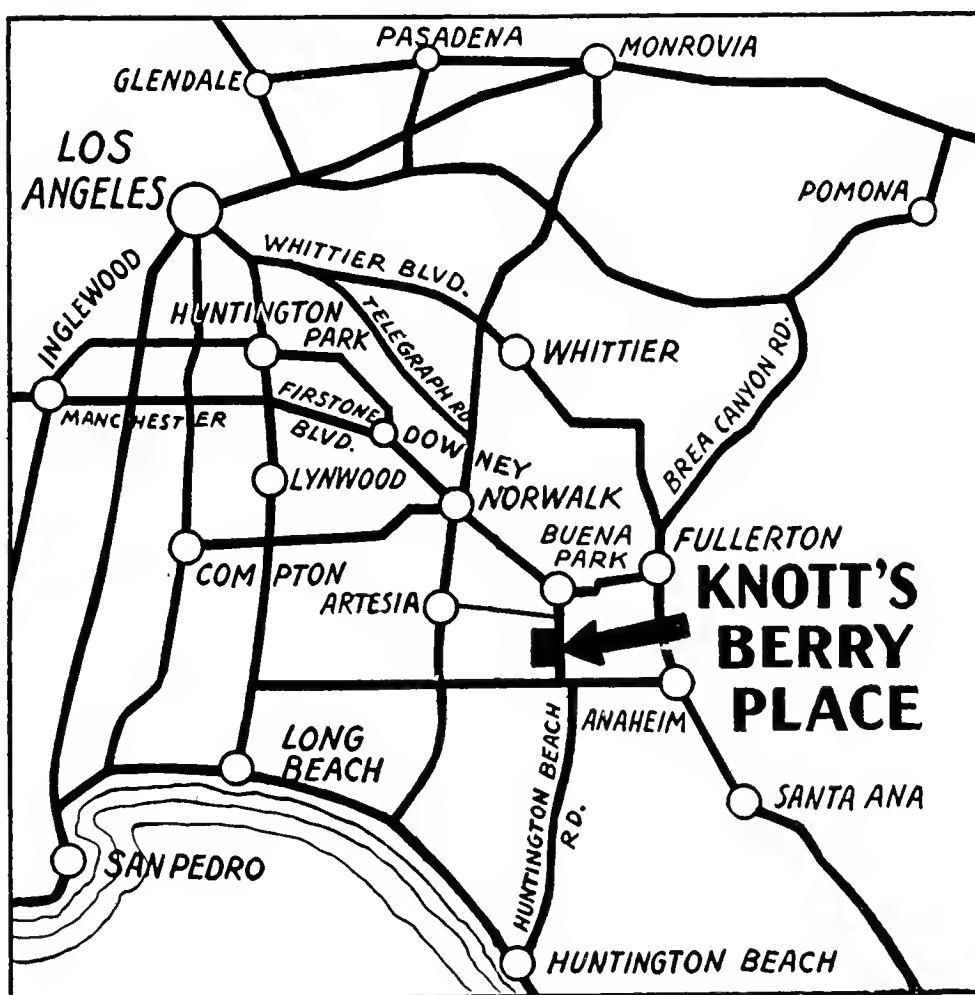 PASADENA
MONROVIA
GLENDALE
LOS
ANGELES
POMONA
WHITTIER BLVD.
INGLEWOOD
HUNTINGTON
PARK
TELEGRAPH RD.
WHITTIER
BREA CANYON RD.
MANCHESTER
FIRSTONE
BLVD.
DOWNEY
LYNWOOD
NORWALK
BUENA
PARK
FULLERTON
COMPTON
ARTESIA
KNOTT'S
BERRY
PLACE
ANAHEIM
HUNTINGTON BEACH
RD.
LONG
BEACH
SANTA ANA
SAN PEDRO
HUNTINGTON BEACH